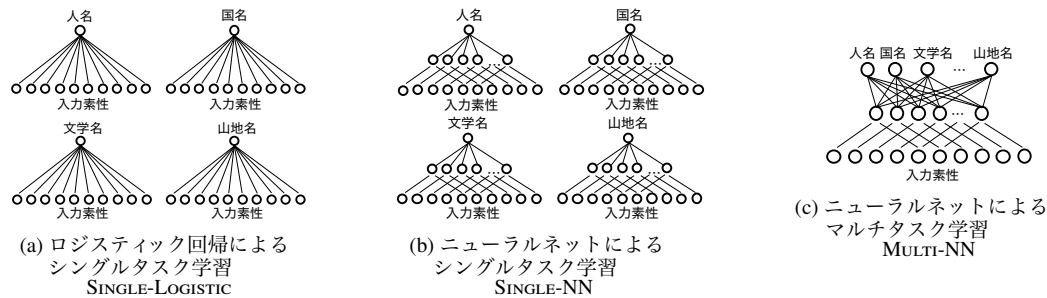 人名
国名
入力素性
入力素性
文学名
山地名
入力素性
入力素性
(a) ロジスティック回帰による
シングルタスク学習
SINGLE-LOGISTIC
人名
国名
...
...
入力素性
入力素性
文学名
山地名
...
...
入力素性
入力素性
(b) ニューラルネットによる
シングルタスク学習
SINGLE-NN
人名 国名 文学名 ... 山地名
...
入力素性
(c) ニューラルネットによる
マルチタスク学習
MULTI-NN